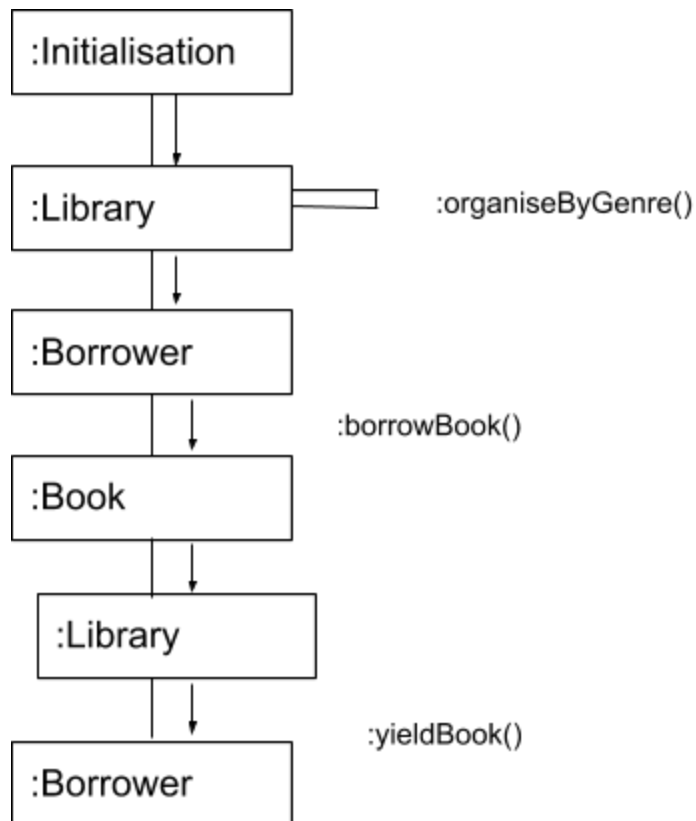 :Initialisation
:Library
:organiseByGenre()
:Borrower
:borrowBook()
:Book
:Library
:yieldBook()
:Borrower